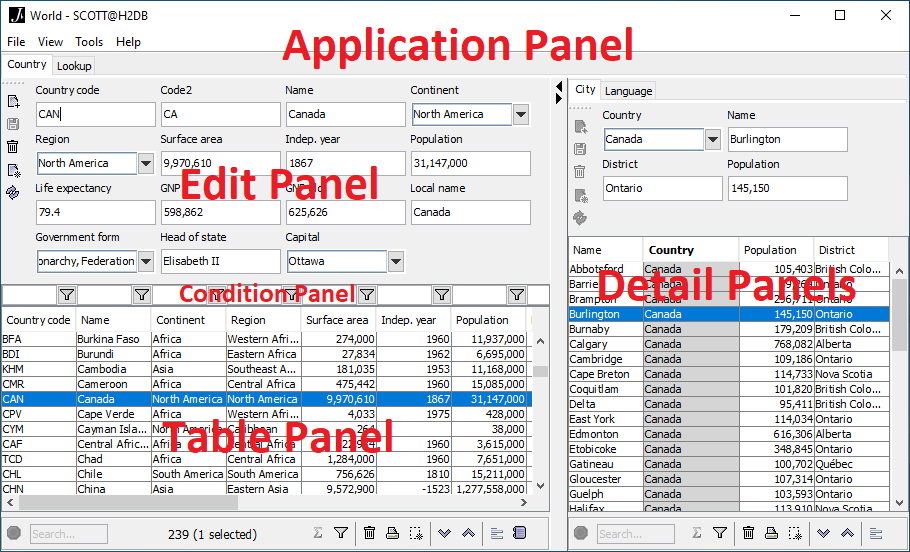 World - SCOTT@H2DB
File View Tools Help
Application Panel
Country Lookup
Country code Code2 Name Continent
CAN CA Canada North America
Region Surface area Indep. year Population
North America 9,970,610 1867 31,147,000
Life expectancy GNP
79.4 598,862 625,626 Canada
Local name
Edit Panel
Government form Head of state Capital
onarchy, Federation Elisabeth II Ottawa
Condition Panel
Country code Name Continent Region Surface area Indep. year Population
BFA Burkina Faso Africa Western Afri... 274,000 1960 11,937,000
BDI Burundi Africa Eastern Africa 27,834 1962 6,695,000
KHM Cambodia Asia Southeast A... 181,035 1953 11,168,000
CMR Cameroon Africa Central Africa 475,442 1960 15,085,000
CAN Canada North America North America 9,970,610 1867 31,147,000
CPV Cape Verde Africa Western Afri... 4,033 1975 428,000
CYM Cayman Isla... North America Caribbean 264 38,000
CAF Central Afric... Africa Central Africa 1960 3,615,000
TCD Chad Africa Central Africa 1,284,000 1960 7,651,000
CHL Chile South America South America 756,626 1810 15,211,000
CHN China Asia Eastern Asia 9,572,900 -1523 1,277,558,000
Table Panel
Search... 239 (1 selected)
City Language
Country Name
Canada Burlington
District Population
Ontario 145,150
Name Country Population District
Abbotsford Canada 105,403 British Colo...
Barrie Canada Ontario
Brampton Canada Ontario
Burlington Canada 145,150 Ontario
Burnaby Canada 179,209 British Colo...
Calgary Canada 768,082 Alberta
Cambridge Canada 109,186 Ontario
Cape Breton Canada 114,733 Nova Scotia
Coquitlam Canada 101,820 British Colo...
Delta Canada 95,411 British Colo...
East York Canada 114,034 Ontario
Edmonton Canada 616,306 Alberta
Etobicoke Canada 348,845 Ontario
Gatineau Canada 100,702 Québec
Gloucester Canada 107,314 Ontario
Guelph Canada 103,593 Ontario
Halifax Canada 113,910 Nova Scotia
Detail Panels
Search...